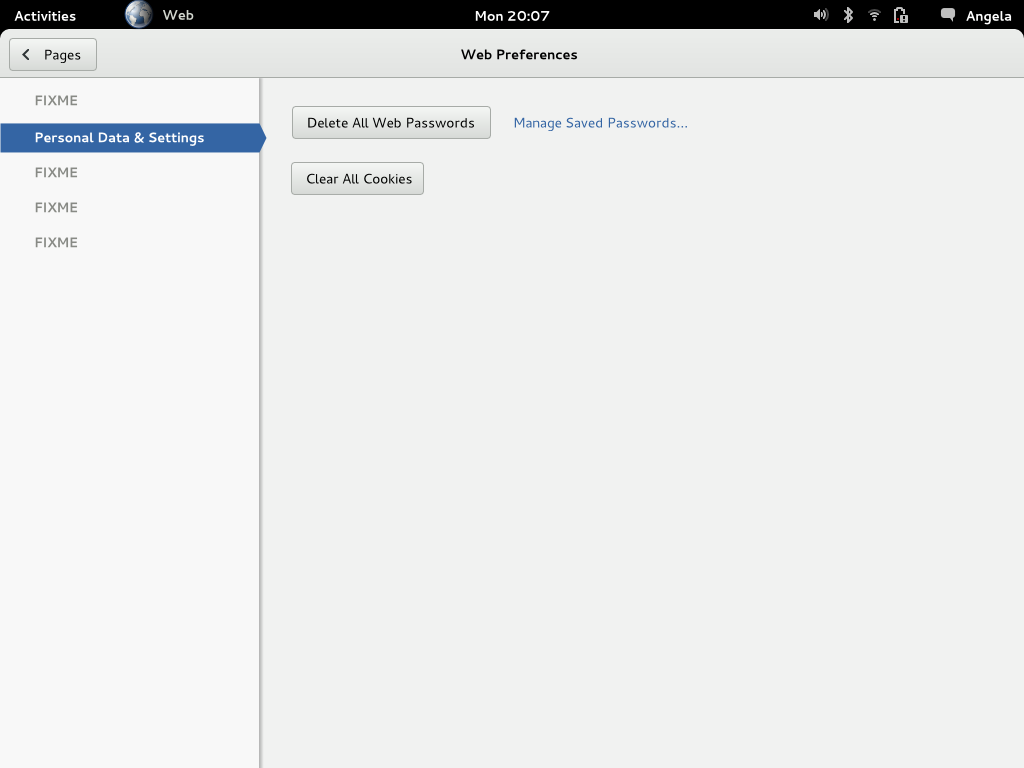 Activities Web Mon 20:07 Angela
Pages Web Preferences
FIXME
Personal Data & Settings
FIXME
FIXME
FIXME
Delete All Web Passwords Manage Saved Passwords...
Clear All Cookies